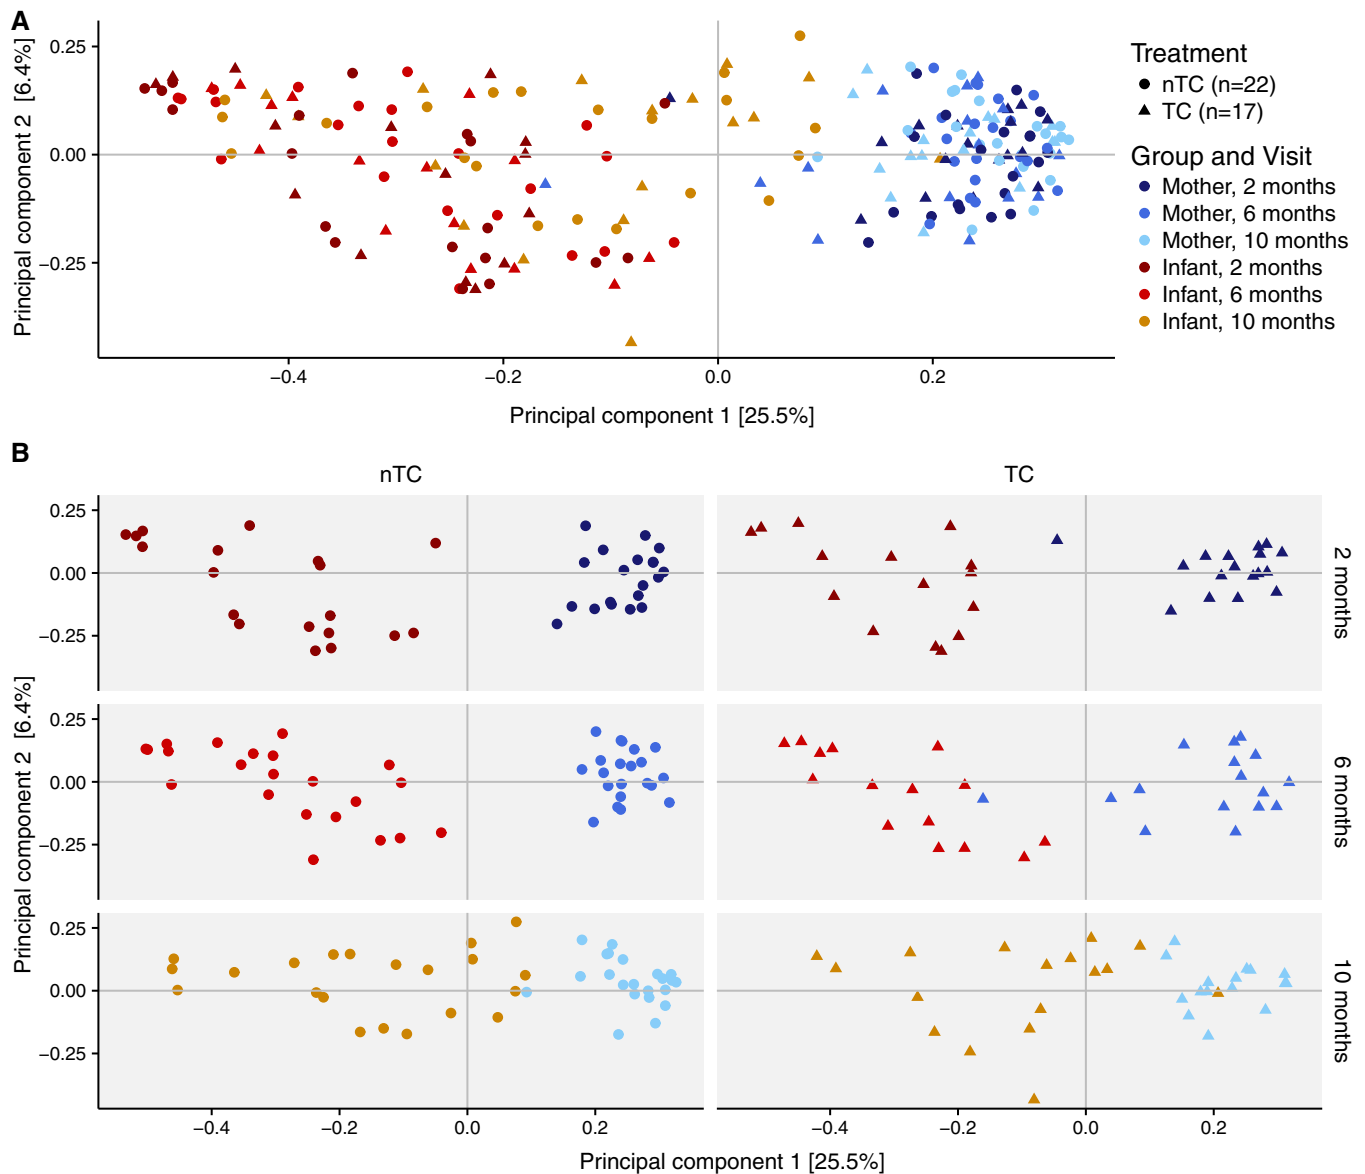 A
Principal component 2 [6.4%]
0.25
0.00
−0.25
−0.4
−0.2
0.0
0.2
Principal component 1 [25.5%]
Treatment
nTC (n=22)
TC (n=17)
Group and Visit
Mother, 2 months
Mother, 6 months
Mother, 10 months
Infant, 2 months
Infant, 6 months
Infant, 10 months
B
nTC
TC
Principal component 2 [6.4%]
0.25
0.00
−0.25
2 months
0.25
0.00
−0.25
6 months
0.25
0.00
−0.25
10 months
−0.4
−0.2
0.0
0.2
−0.4
−0.2
0.0
0.2
Principal component 1 [25.5%]